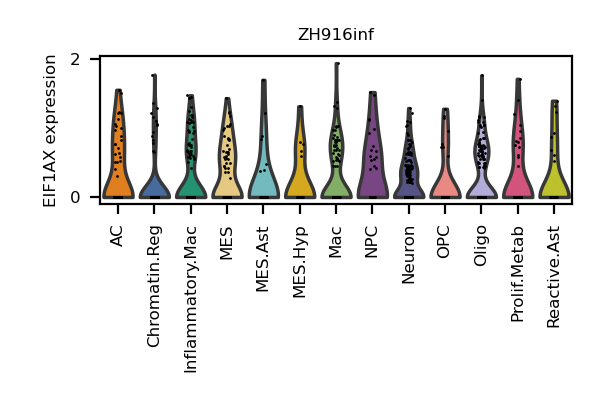 ZH916inf
EIF1AX expression
2
0
AC
Chromatin.Reg
Inflammatory.Mac
MES
MES.Ast
MES.Hyp
Mac
NPC
Neuron
OPC
Oligo
Prolif.Metab
Reactive.Ast